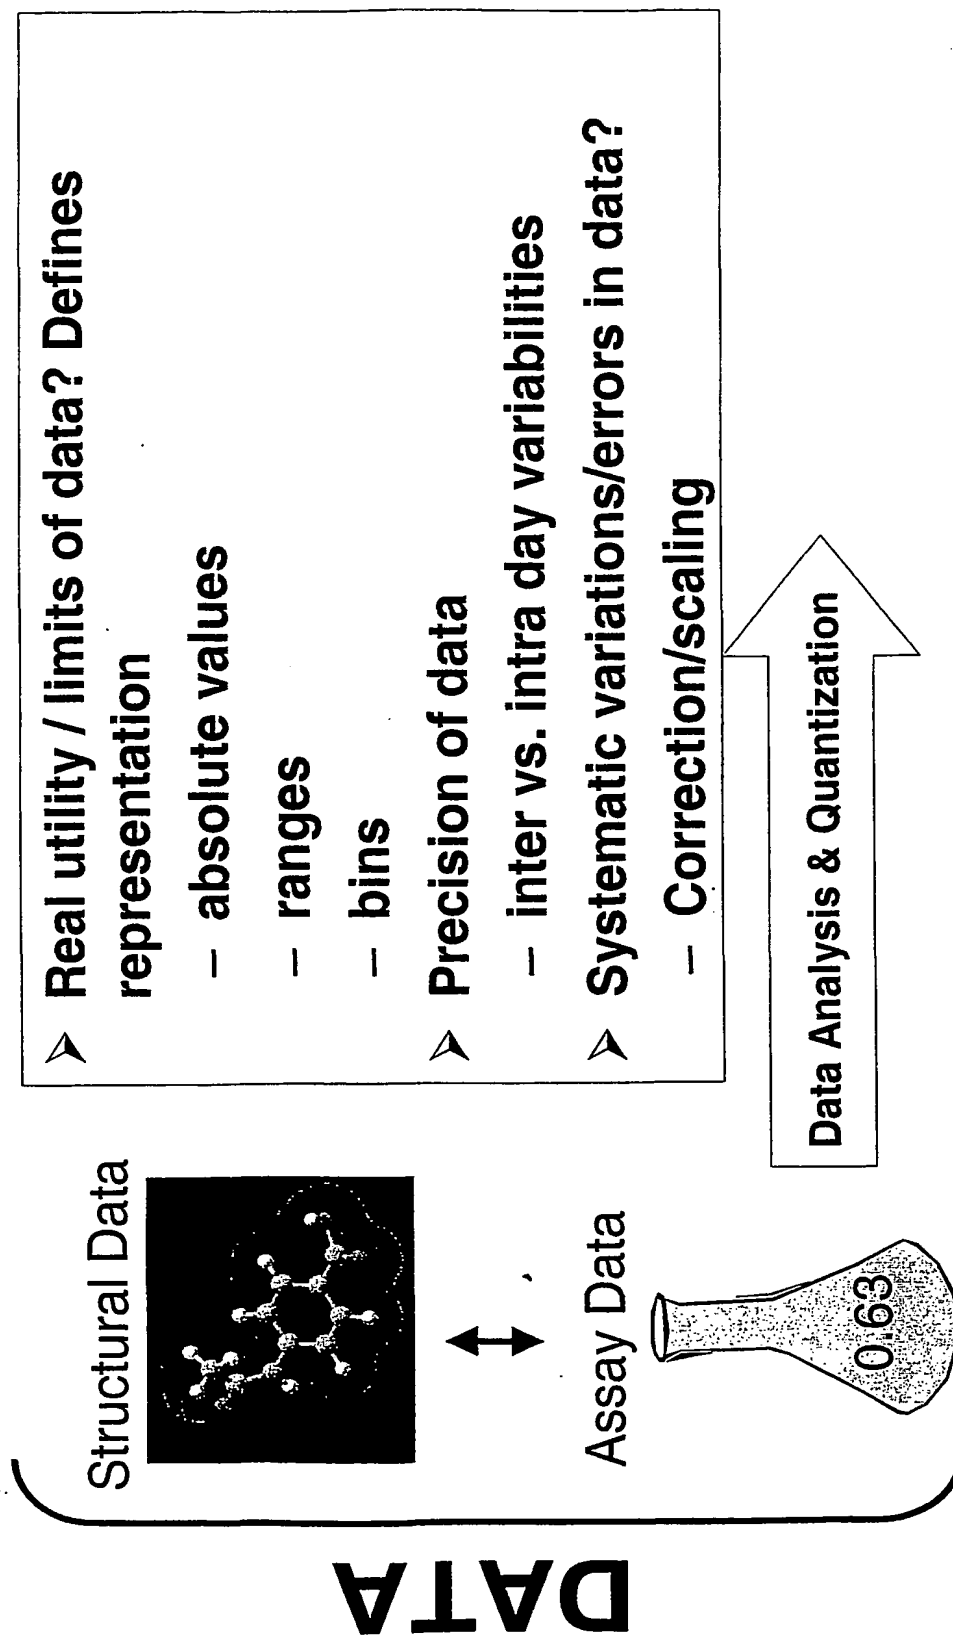 DATA
Structural Data
Assay Data
0.63
➢ Real utility / limits of data? Defines
representation
– absolute values
– ranges
– bins
➢ Precision of data
– inter vs. intra day variabilities
➢ Systematic variations/errors in data?
– Correction/scaling
Data Analysis & Quantization